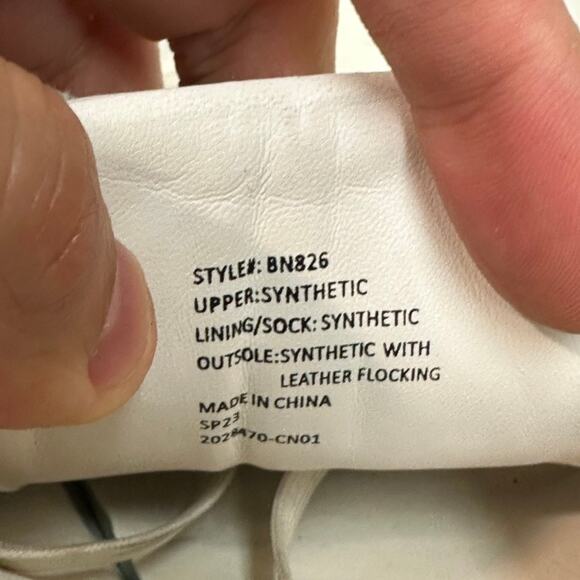 STYLE#: BN826
UPPER:SYNTHETIC
LINING/SOCK: SYNTHETIC
OUTSOLE:SYNTHETIC WITH
LEATHER FLOCKING
MADE IN CHINA
SP23